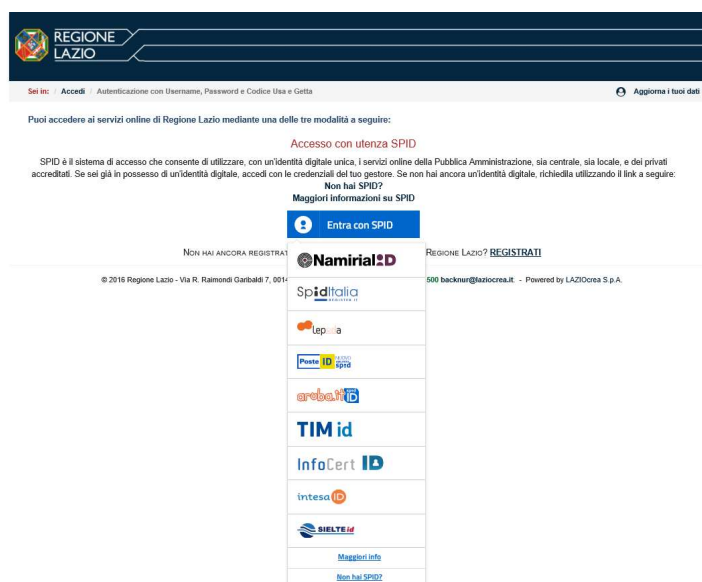 REGIONE
LAZIO
Sei in: / Accedi / Autenticazione con Username, Password e Codice Usa e Getta
Aggiorna i tuoi dati
Puoi accedere ai servizi online di Regione Lazio mediante una delle tre modalità a seguire:
Accesso con utenza SPID
SPID è il sistema di accesso che consente di utilizzare, con un'identità digitale unica, i servizi online della Pubblica Amministrazione, sia centrale, sia locale, e dei privati
accreditati. Se sei già in possesso di un'identità digitale, accedi con le credenziali del tuo gestore. Se non hai ancora un'identità digitale, richiedila utilizzando il link a seguire:
Non hai SPID?
Maggiori informazioni su SPID
Entra con SPID
NON HAI ANCORA REGISTRAT REGIONE LAZIO? REGISTRATI
© 2016 Regione Lazio - Via R. Raimondi Garibaldi 7, 0014 500 backnur@laziocrea.it. - Powered by LAZIOcrea S.p.A.
Namirial ID
SpidItalia
REGISTER.IT
Lepida
Poste ID NUOVO
spid
aruba.it ID
TIM id
InfoCert ID
intesa ID
SIELTE id
Maggiori info
Non hai SPID?